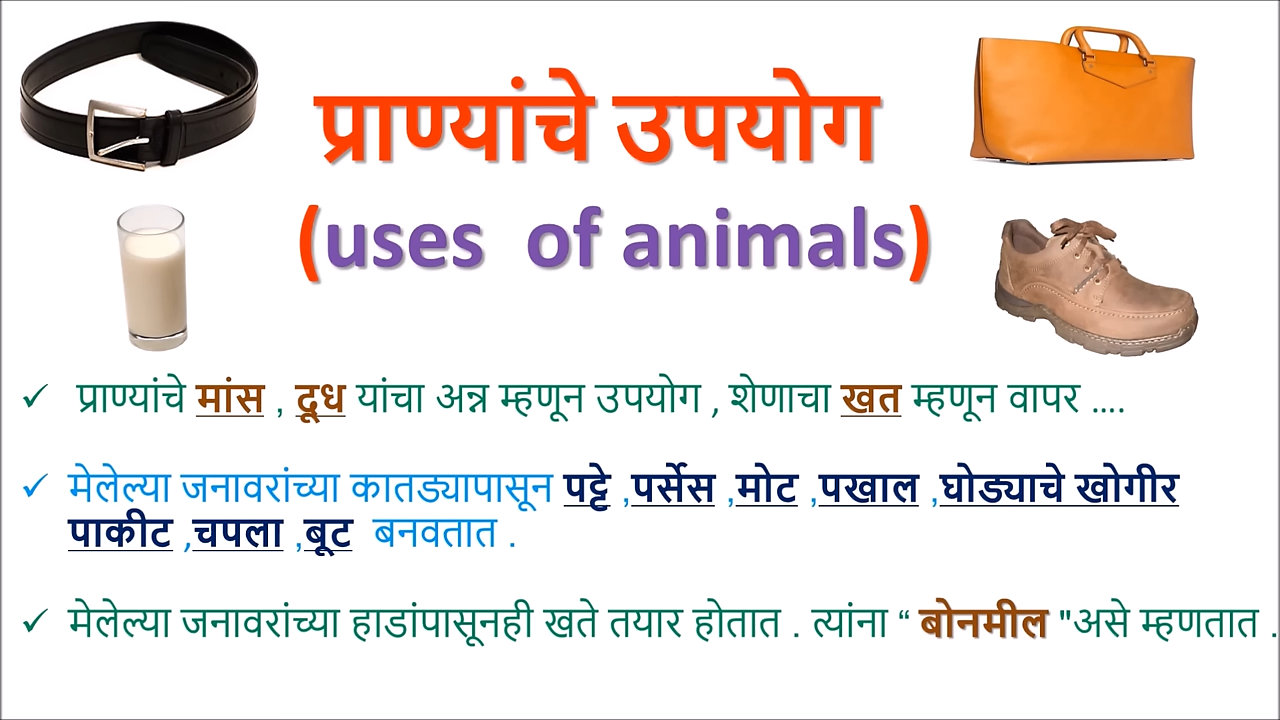 प्राण्यांचे उपयोग
(uses of animals)
✓ प्राण्यांचे मांस , दूध यांचा अन्न म्हणून उपयोग , शेणाचा खत म्हणून वापर ....
✓ मेलेल्या जनावरांच्या कातड्यापासून पट्टे ,पर्सेस ,मोट ,पखाल ,घोड्याचे खोगीर
पाकीट ,चपला ,बूट बनवतात .
✓ मेलेल्या जनावरांच्या हाडांपासूनही खते तयार होतात . त्यांना “ बोनमील "असे म्हणतात .